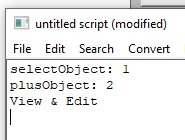 untitled script (modified)
File Edit Search Convert
selectObject: 1
plusObject: 2
View & Edit